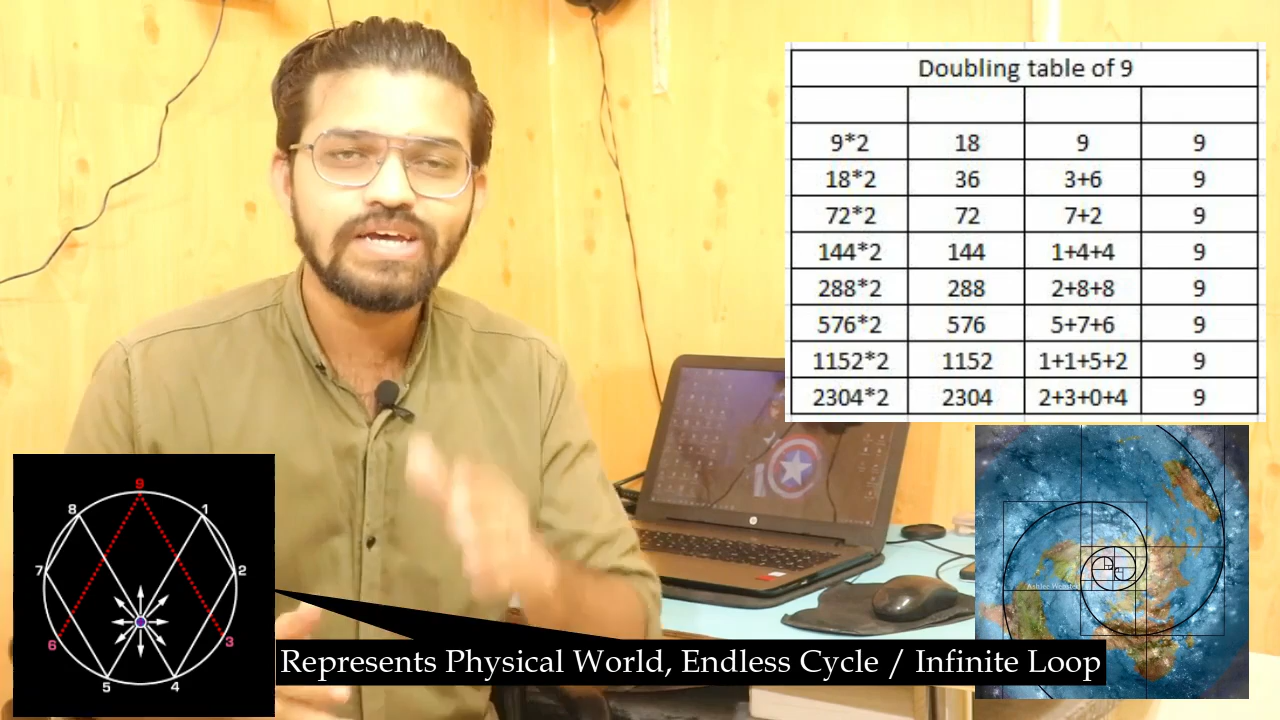 Doubling table of 9
9*2 18 9 9
18*2 36 3+6 9
72*2 72 7+2 9
144*2 144 1+4+4 9
288*2 288 2+8+8 9
576*2 576 5+7+6 9
1152*2 1152 1+1+5+2 9
2304*2 2304 2+3+0+4 9
9
8 1
7 2
6 3
5 4
Represents Physical World, Endless Cycle / Infinite Loop
hp